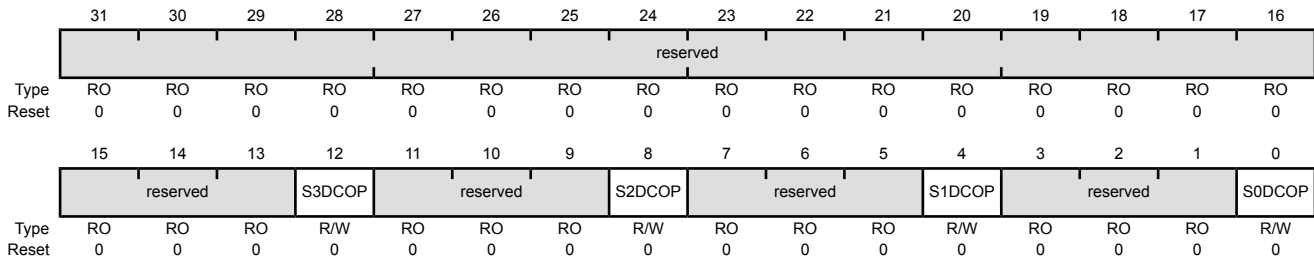 31 30 29 28 27 26 25 24 23 22 21 20 19 18 17 16
reserved
Type RO RO RO RO RO RO RO RO RO RO RO RO RO RO RO RO
Reset 0 0 0 0 0 0 0 0 0 0 0 0 0 0 0 0
15 14 13 12 11 10 9 8 7 6 5 4 3 2 1 0
reserved S3DCOP reserved S2DCOP reserved S1DCOP reserved S0DCOP
Type RO RO RO R/W RO RO RO R/W RO RO RO R/W RO RO RO R/W
Reset 0 0 0 0 0 0 0 0 0 0 0 0 0 0 0 0